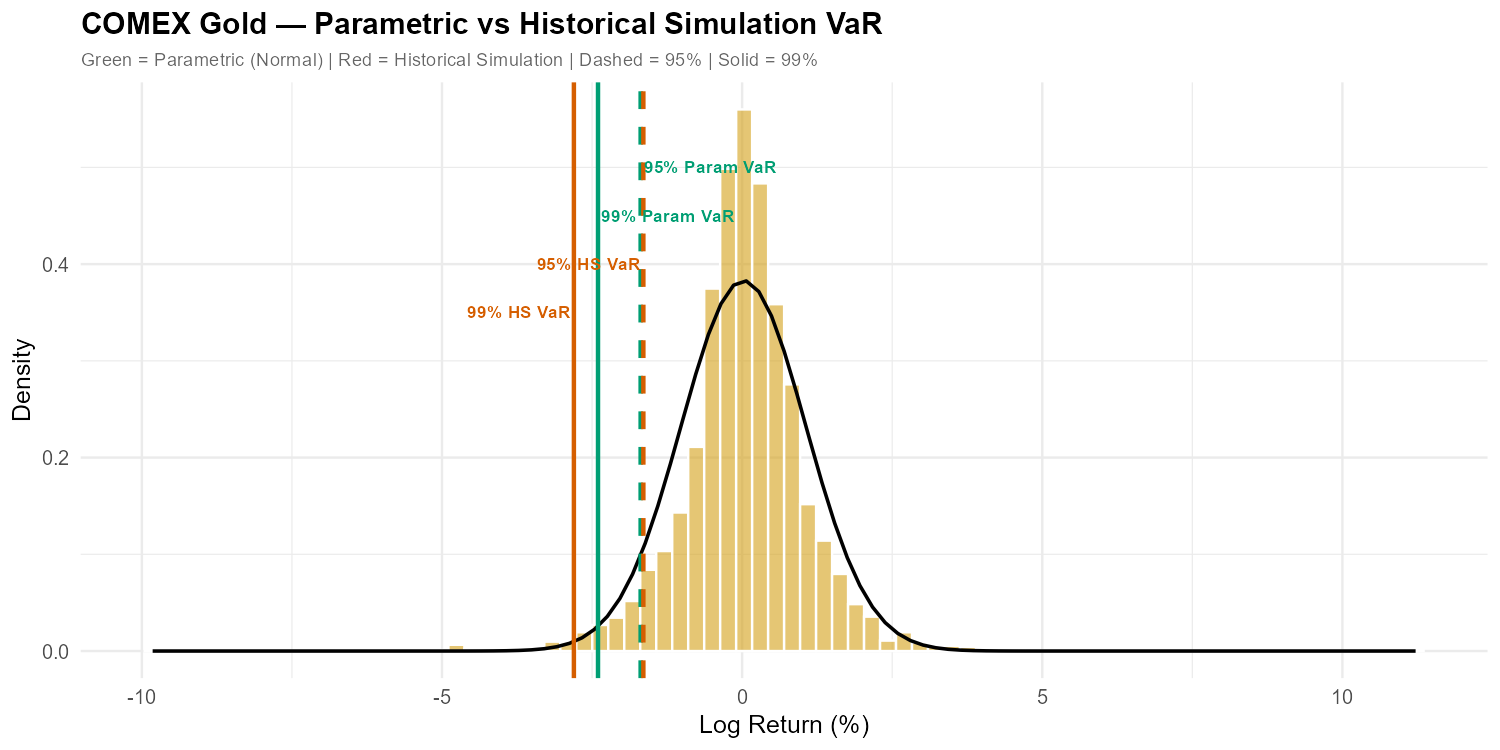 COMEX Gold — Parametric vs Historical Simulation VaR
Green = Parametric (Normal) | Red = Historical Simulation | Dashed = 95% | Solid = 99%
95% Param VaR
99% Param VaR
95% HS VaR
99% HS VaR
Density
0.4
0.2
0.0
-10 -5 0 5 10
Log Return (%)